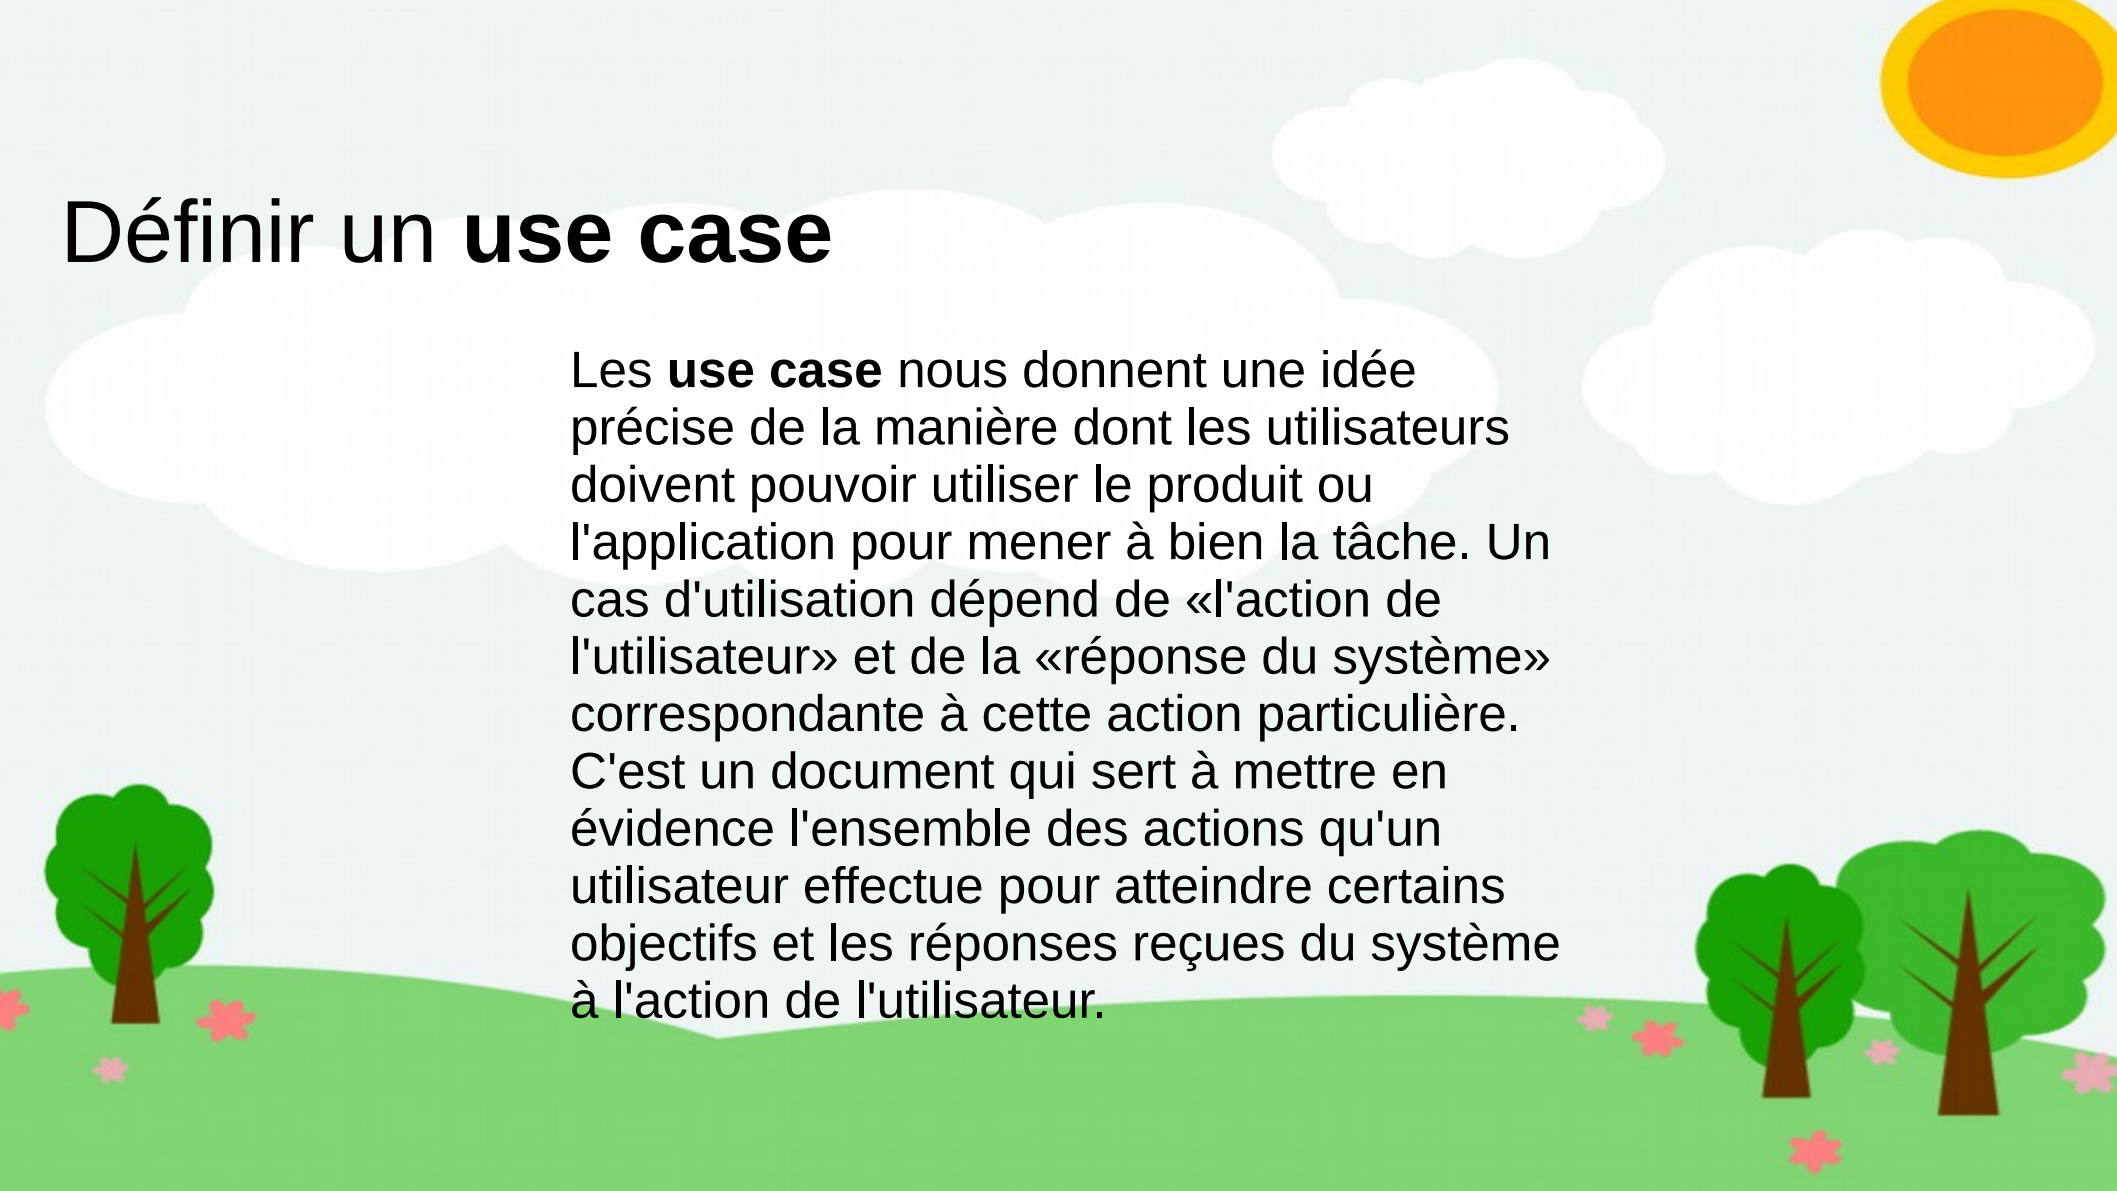 Définir un use case
Les use case nous donnent une idée
précise de la manière dont les utilisateurs
doivent pouvoir utiliser le produit ou
l'application pour mener à bien la tâche. Un
cas d'utilisation dépend de «l'action de
l'utilisateur» et de la «réponse du système»
correspondante à cette action particulière.
C'est un document qui sert à mettre en
évidence l'ensemble des actions qu'un
utilisateur effectue pour atteindre certains
objectifs et les réponses reçues du système
à l'action de l'utilisateur.